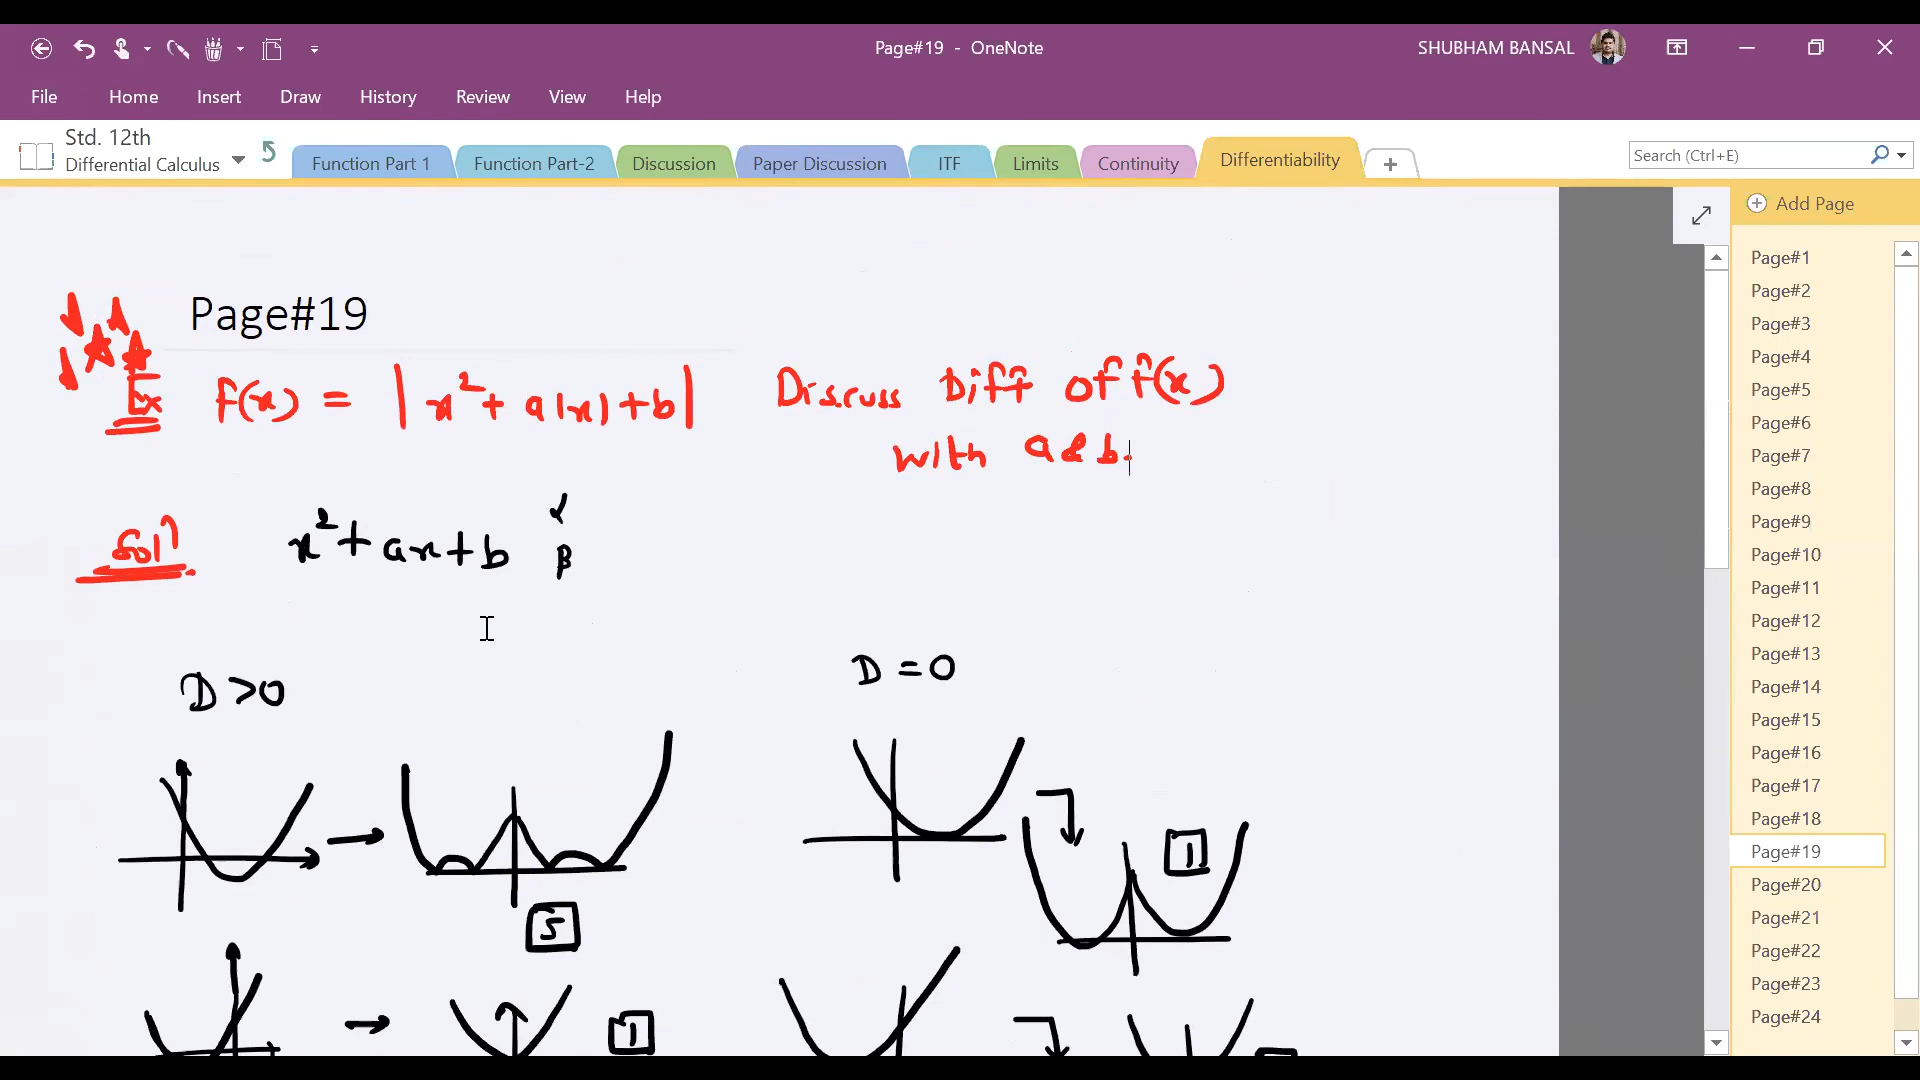 Page#19 - OneNote
SHUBHAM BANSAL
File Home Insert Draw History Review View Help
Std. 12th
Differential Calculus
Function Part 1
Function Part-2
Discussion
Paper Discussion
ITF
Limits
Continuity
Differentiability
Search (Ctrl+E)
Add Page
Page#1
Page#2
Page#3
Page#4
Page#5
Page#6
Page#7
Page#8
Page#9
Page#10
Page#11
Page#12
Page#13
Page#14
Page#15
Page#16
Page#17
Page#18
Page#19
Page#20
Page#21
Page#22
Page#23
Page#24
Page#19
Ex f(x) = |x² + a|x| + b| Discuss Diff of f(x)
with a & b.
Solⁿ x² + ax + b α
β
D > 0
D = 0
5
1
1